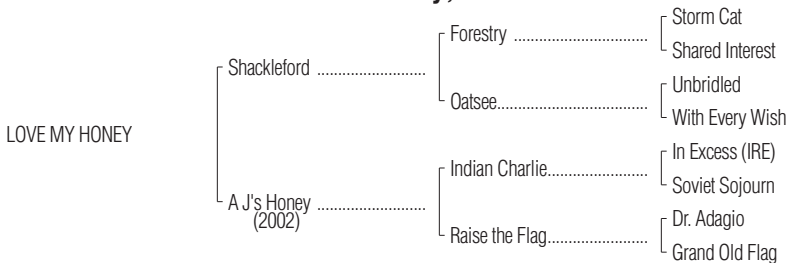 Storm Cat
Forestry ..............................
Shared Interest
Shackleford ........................
Unbridled
Oatsee..................................
With Every Wish
LOVE MY HONEY
In Excess (IRE)
Indian Charlie.......................
Soviet Sojourn
A J's Honey ........................
(2002)
Dr. Adagio
Raise the Flag.......................
Grand Old Flag